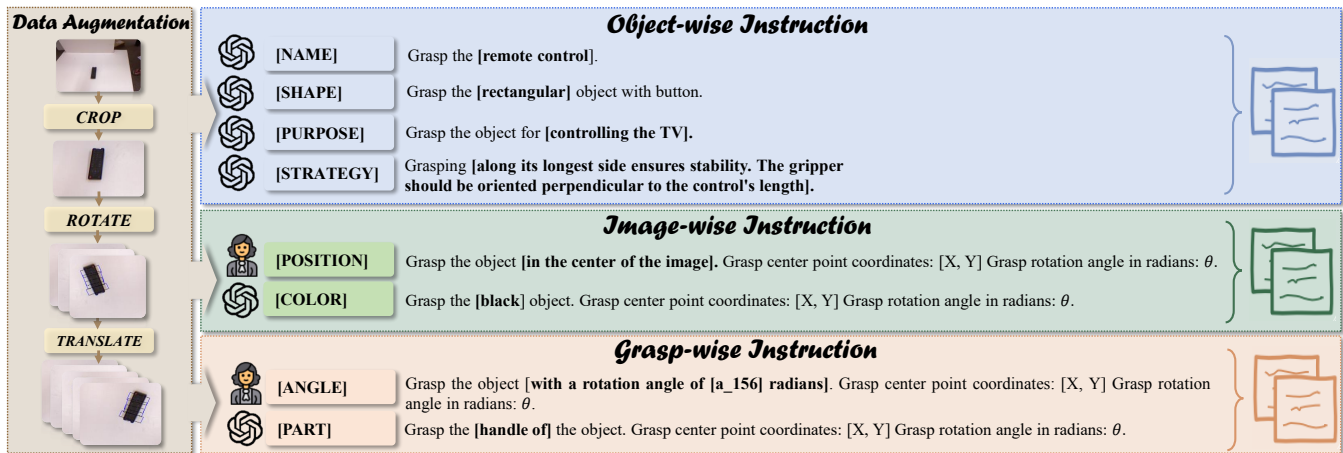 Data Augmentation
CROP
ROTATE
TRANSLATE
Object-wise Instruction
[NAME] Grasp the [remote control].
[SHAPE] Grasp the [rectangular] object with button.
[PURPOSE] Grasp the object for [controlling the TV].
[STRATEGY] Grasping [along its longest side ensures stability. The gripper
should be oriented perpendicular to the control's length].
Image-wise Instruction
[POSITION] Grasp the object [in the center of the image]. Grasp center point coordinates: [X, Y] Grasp rotation angle in radians: θ.
[COLOR] Grasp the [black] object. Grasp center point coordinates: [X, Y] Grasp rotation angle in radians: θ.
Grasp-wise Instruction
[ANGLE] Grasp the object [with a rotation angle of [a_156] radians]. Grasp center point coordinates: [X, Y] Grasp rotation
angle in radians: θ.
[PART] Grasp the [handle of] the object. Grasp center point coordinates: [X, Y] Grasp rotation angle in radians: θ.